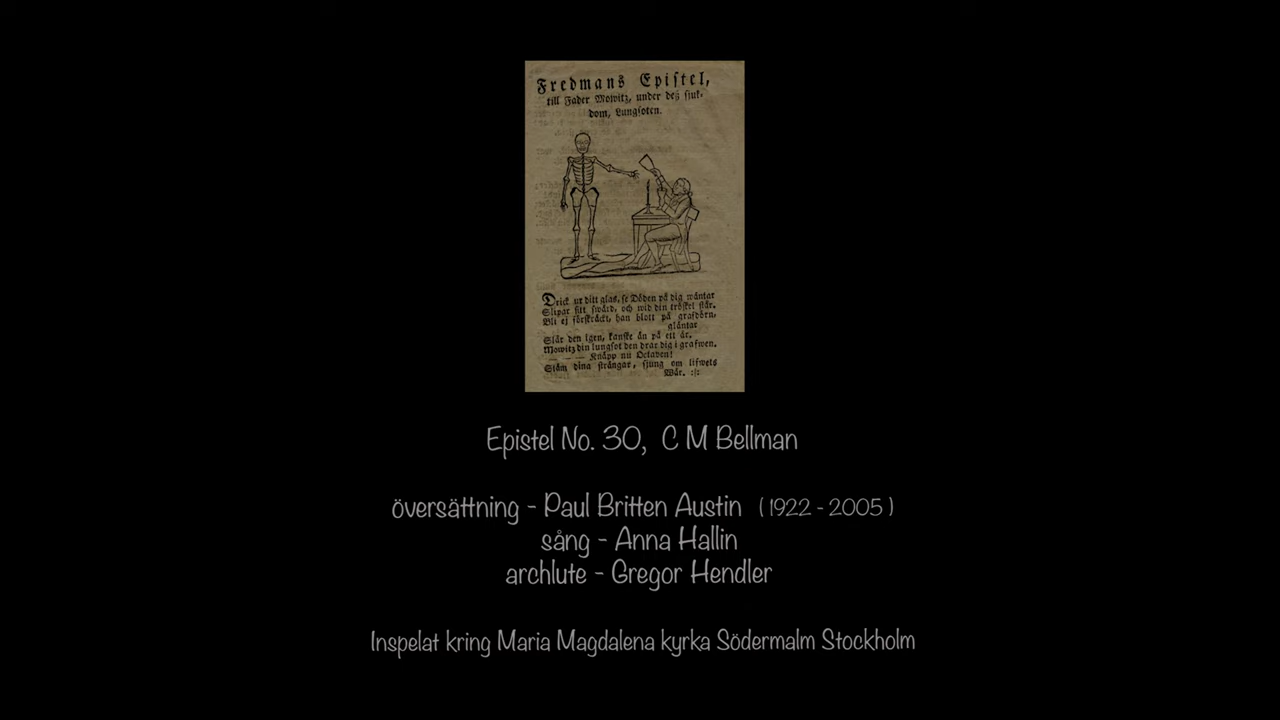 Fredmans Epistel,
till Fader Mowitz, under deß sjuk-
dom, Lungsoten.
Drick ur ditt glas, se Döden på dig wäntar
Slipar sitt swärd, och wid din tröskel står.
Bli ej förskräckt, han blott på grafdörn,
gläntar
Slår den igen, kanske än på ett år.
Mowitz din lungsot den drar dig i grafwen.
— — — Knäpp nu Octaven!
Stäm dina strängar, sjung om lifwets
Wår. :|:
Epistel No. 30, C M Bellman
översättning - Paul Britten Austin (1922 - 2005)
sång - Anna Hallin
archlute - Gregor Hendler
Inspelat kring Maria Magdalena kyrka Södermalm Stockholm